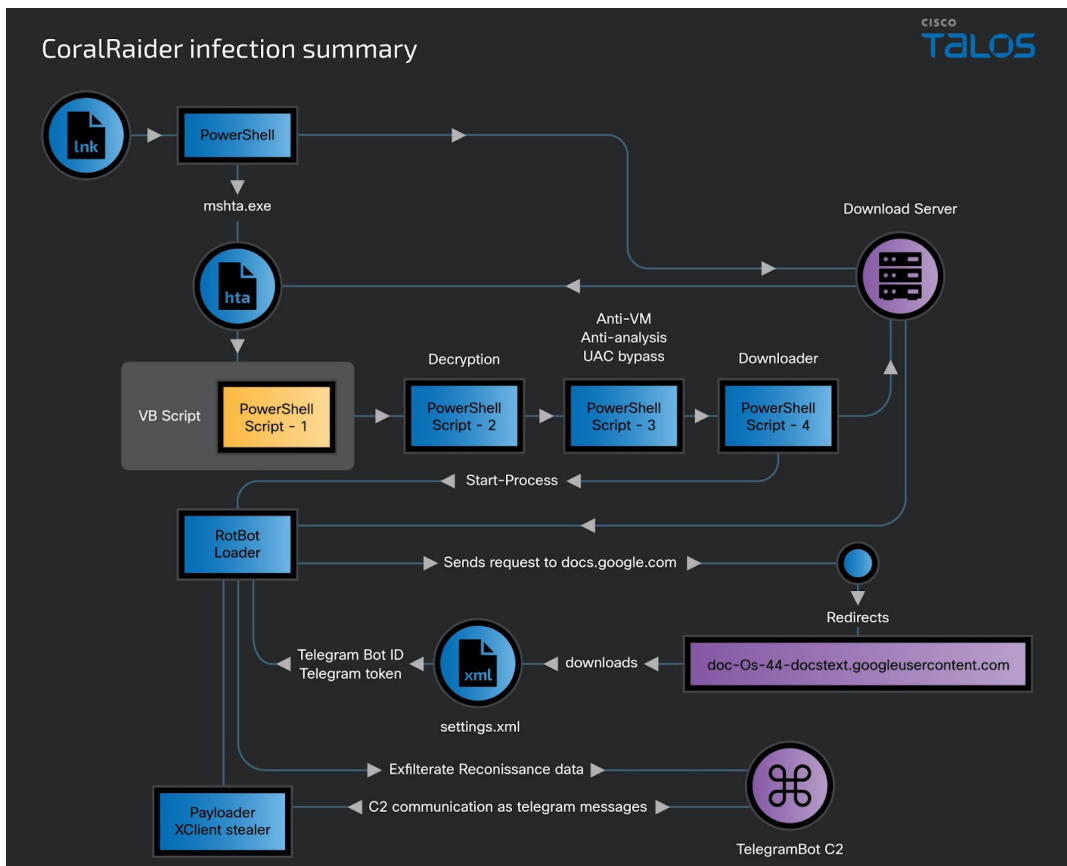 CoralRaider infection summary
CISCO
TALOS
lnk
PowerShell
mshta.exe
Download Server
hta
Anti-VM
Anti-analysis
UAC bypass
Decryption
Downloader
VB Script
PowerShell
Script - 1
PowerShell
Script - 2
PowerShell
Script - 3
PowerShell
Script - 4
Start-Process
RotBot
Loader
Sends request to docs.google.com
Redirects
Telegram Bot ID
Telegram token
xml
downloads
doc-Os-44-docstext.googleusercontent.com
settings.xml
Exfilterate Reconissance data
Payloader
XClient stealer
C2 communication as telegram messages
TelegramBot C2